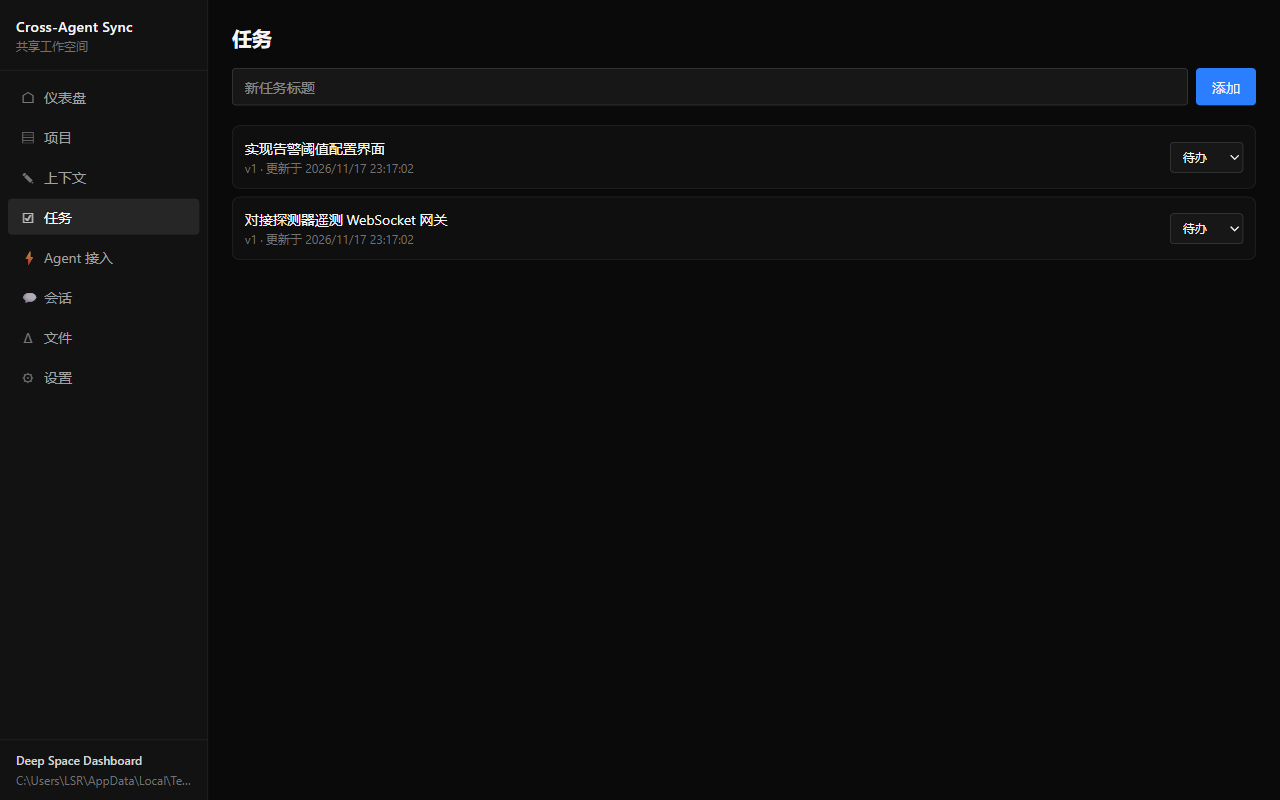 Cross-Agent Sync
共享工作空间
仪表盘
项目
上下文
任务
Agent 接入
会话
文件
设置
Deep Space Dashboard
C:\Users\LSR\AppData\Local\Te...
任务
新任务标题
添加
实现告警阈值配置界面
v1 · 更新于 2026/11/17 23:17:02
待办
对接探测器遥测 WebSocket 网关
v1 · 更新于 2026/11/17 23:17:02
待办